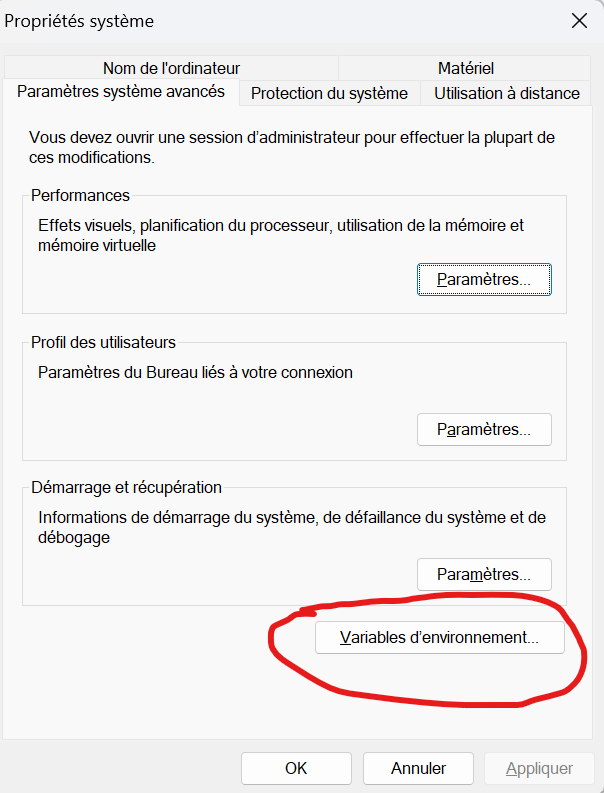 Propriétés système
Nom de l'ordinateur
Matériel
Paramètres système avancés
Protection du système
Utilisation à distance
Vous devez ouvrir une session d’administrateur pour effectuer la plupart de
ces modifications.
Performances
Effets visuels, planification du processeur, utilisation de la mémoire et
mémoire virtuelle
Paramètres...
Profil des utilisateurs
Paramètres du Bureau liés à votre connexion
Paramètres...
Démarrage et récupération
Informations de démarrage du système, de défaillance du système et de
débogage
Paramètres...
Variables d’environnement...
OK
Annuler
Appliquer